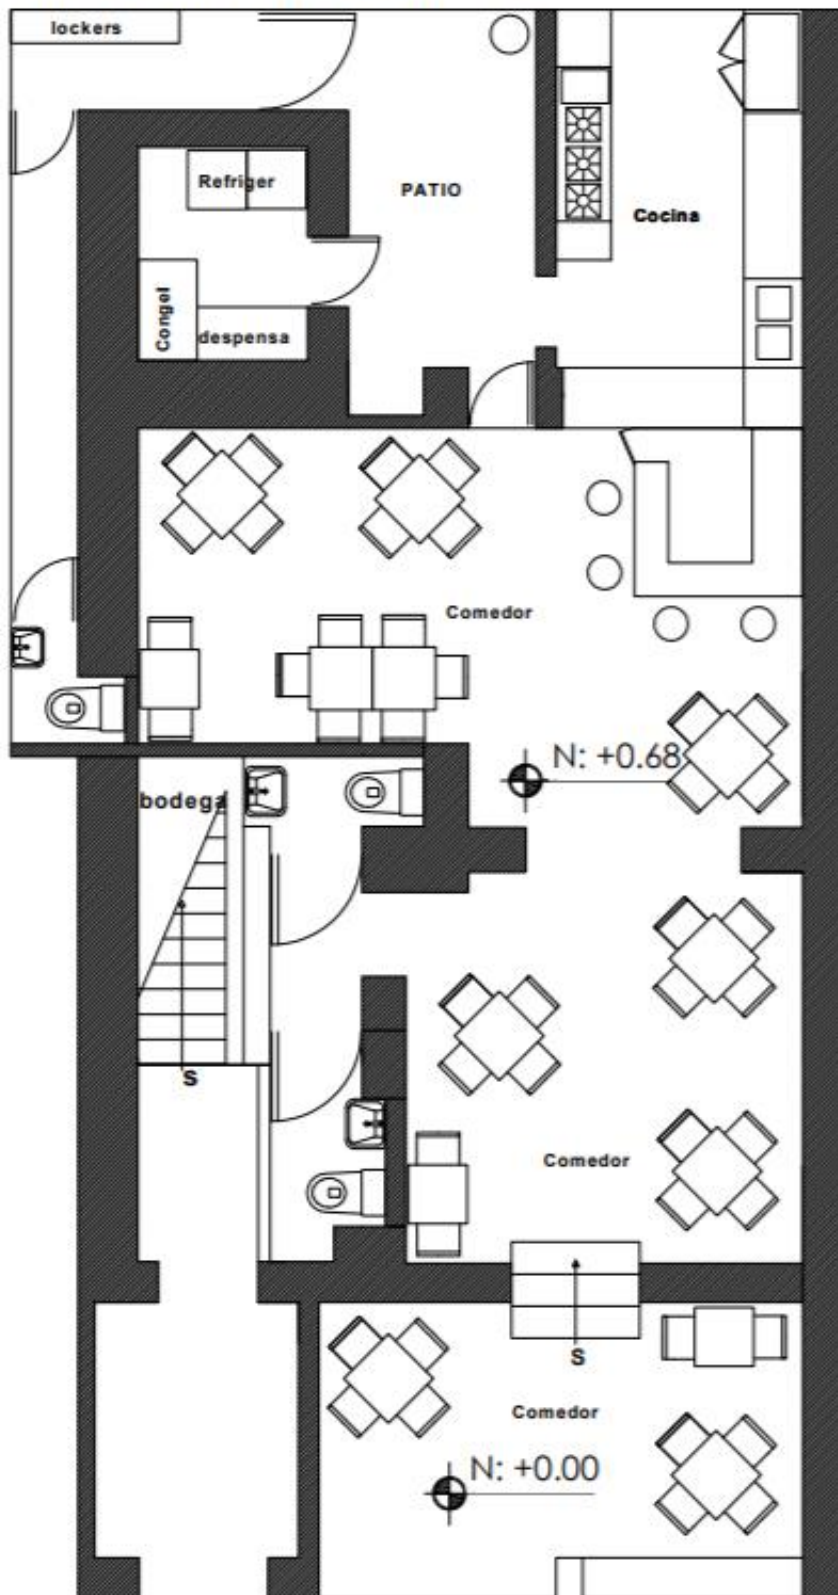 lockers
Refriger
PATIO
Cocina
Congel
despensa
Comedor
N: +0.68
bodega
S
Comedor
S
Comedor
N: +0.00